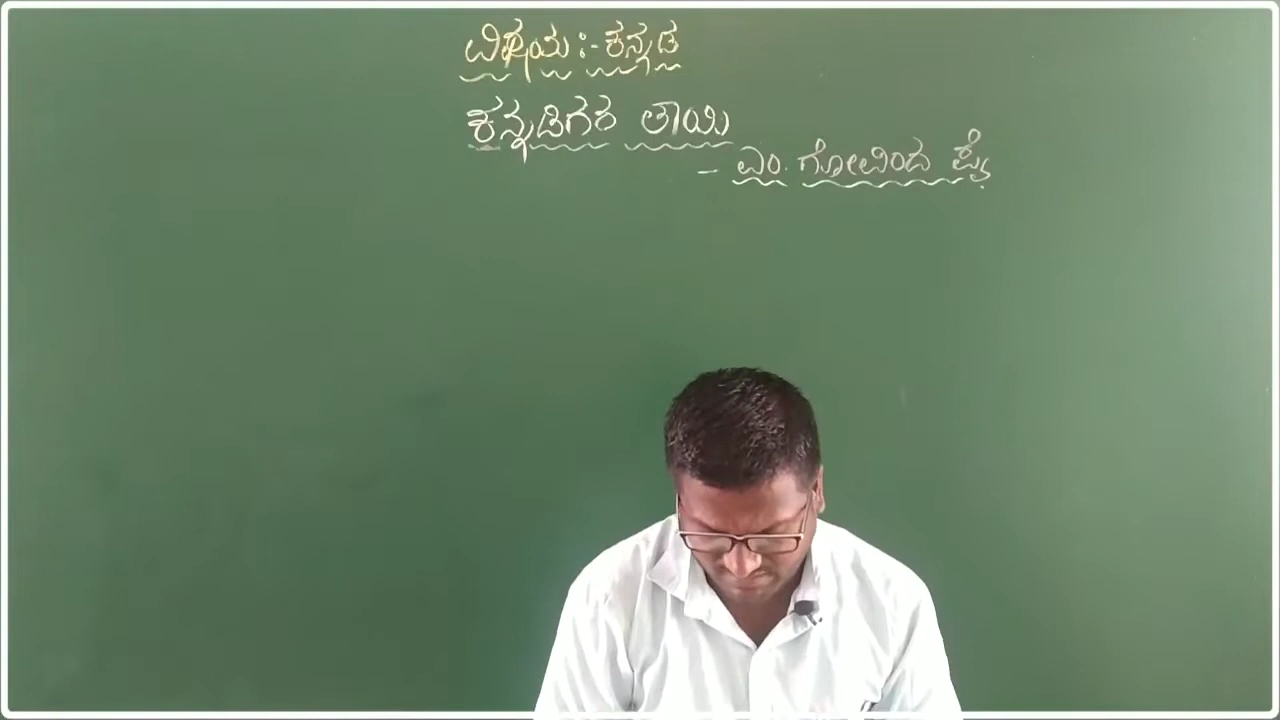 ವಿಷಯ :- ಕನ್ನಡ
ಕನ್ನಡಿಗರ ತಾಯಿ
- ಎಂ. ಗೋವಿಂದ ಪೈ